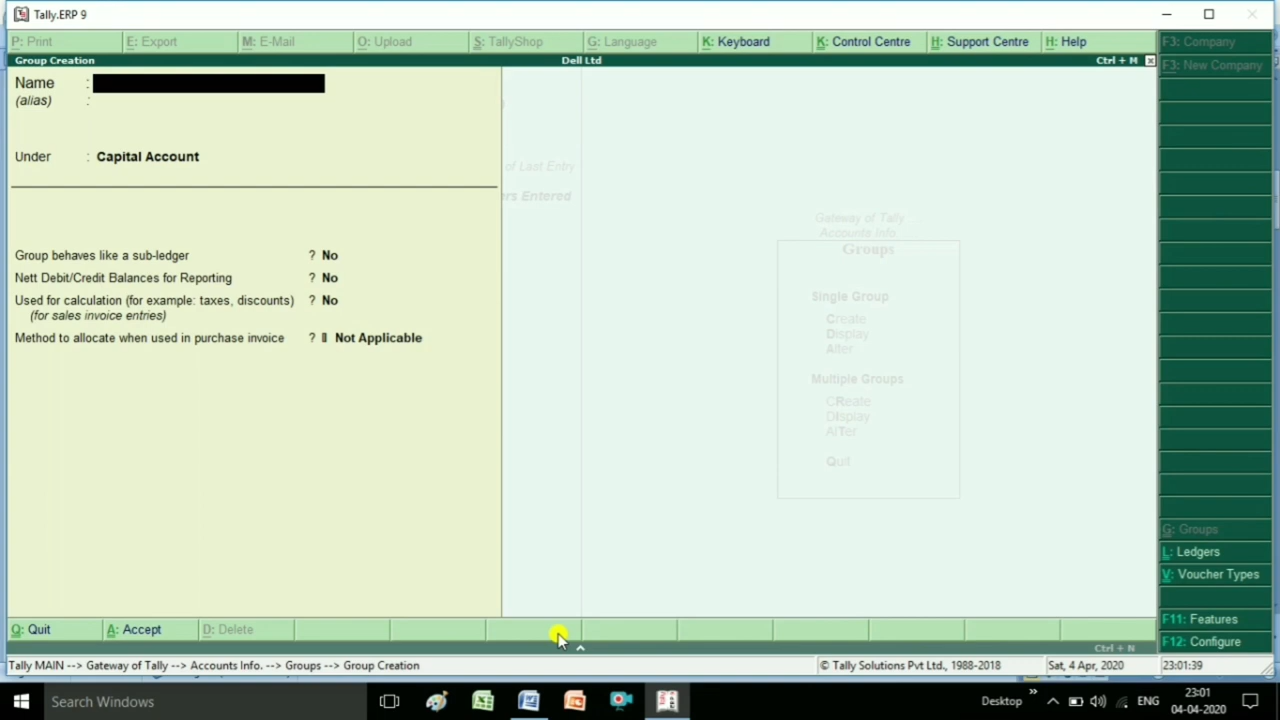 Tally.ERP 9
P: Print
E: Export
M: E-Mail
O: Upload
S: TallyShop
G: Language
K: Keyboard
K: Control Centre
H: Support Centre
H: Help
F3: Company
F3: New Company
Group Creation
Dell Ltd
Ctrl + M
Name :
(alias) :
Under : Capital Account
of Last Entry
rs Entered
Group behaves like a sub-ledger ? No
Nett Debit/Credit Balances for Reporting ? No
Used for calculation (for example: taxes, discounts) ? No
(for sales invoice entries)
Method to allocate when used in purchase invoice ? Not Applicable
Gateway of Tally ...
Accounts Info. ...
Groups
Single Group
Create
Display
Alter
Multiple Groups
CReate
DIsplay
AlTer
Quit
G: Groups
L: Ledgers
V: Voucher Types
F11: Features
F12: Configure
Q: Quit
A: Accept
D: Delete
Ctrl + N
Tally MAIN --> Gateway of Tally --> Accounts Info. --> Groups --> Group Creation
© Tally Solutions Pvt Ltd., 1988-2018
Sat, 4 Apr, 2020
23:01:39
Search Windows
Desktop
ENG
23:01
04-04-2020